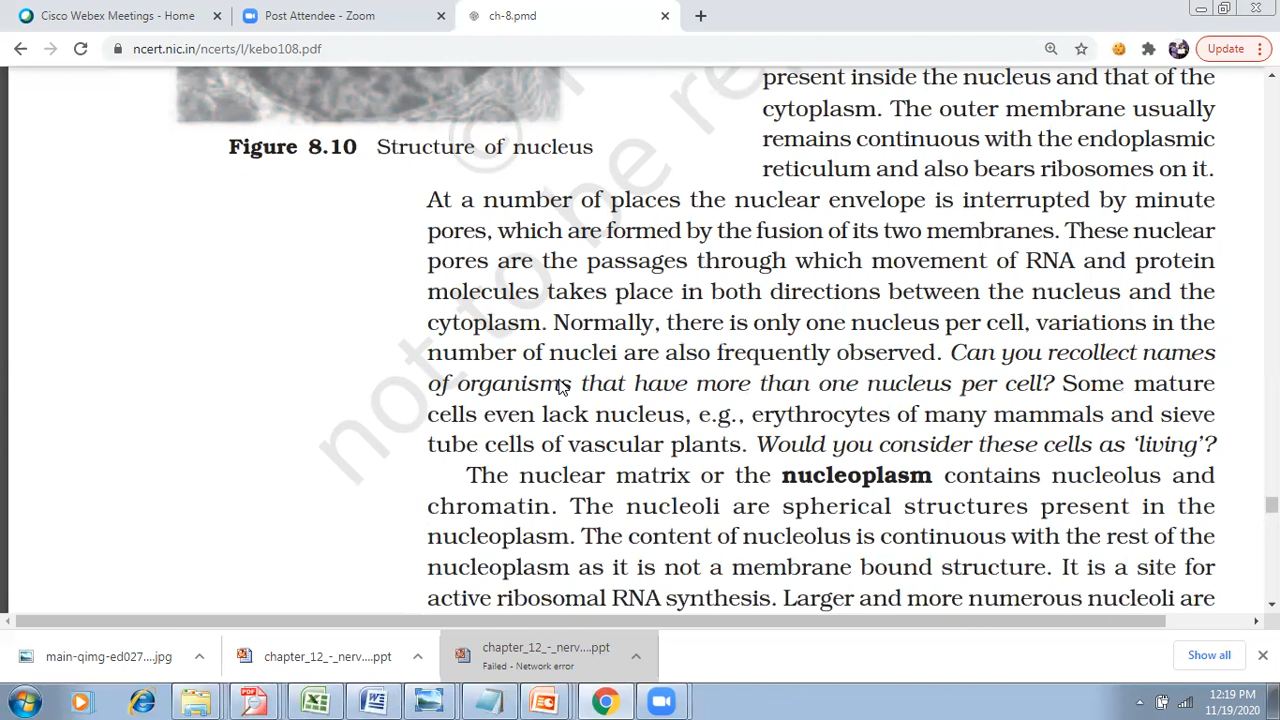 Cisco Webex Meetings - Home
Post Attendee - Zoom
ch-8.pmd
ncert.nic.in/ncerts/l/kebo108.pdf
Update
present inside the nucleus and that of the
cytoplasm. The outer membrane usually
remains continuous with the endoplasmic
reticulum and also bears ribosomes on it.
Figure 8.10 Structure of nucleus
At a number of places the nuclear envelope is interrupted by minute
pores, which are formed by the fusion of its two membranes. These nuclear
pores are the passages through which movement of RNA and protein
molecules takes place in both directions between the nucleus and the
cytoplasm. Normally, there is only one nucleus per cell, variations in the
number of nuclei are also frequently observed. Can you recollect names
of organisms that have more than one nucleus per cell? Some mature
cells even lack nucleus, e.g., erythrocytes of many mammals and sieve
tube cells of vascular plants. Would you consider these cells as ‘living’?
The nuclear matrix or the nucleoplasm contains nucleolus and
chromatin. The nucleoli are spherical structures present in the
nucleoplasm. The content of nucleolus is continuous with the rest of the
nucleoplasm as it is not a membrane bound structure. It is a site for
active ribosomal RNA synthesis. Larger and more numerous nucleoli are
© not to be re
main-qimg-ed027....jpg
chapter_12_-_nerv....ppt
chapter_12_-_nerv....ppt
Failed - Network error
Show all
12:19 PM
11/19/2020